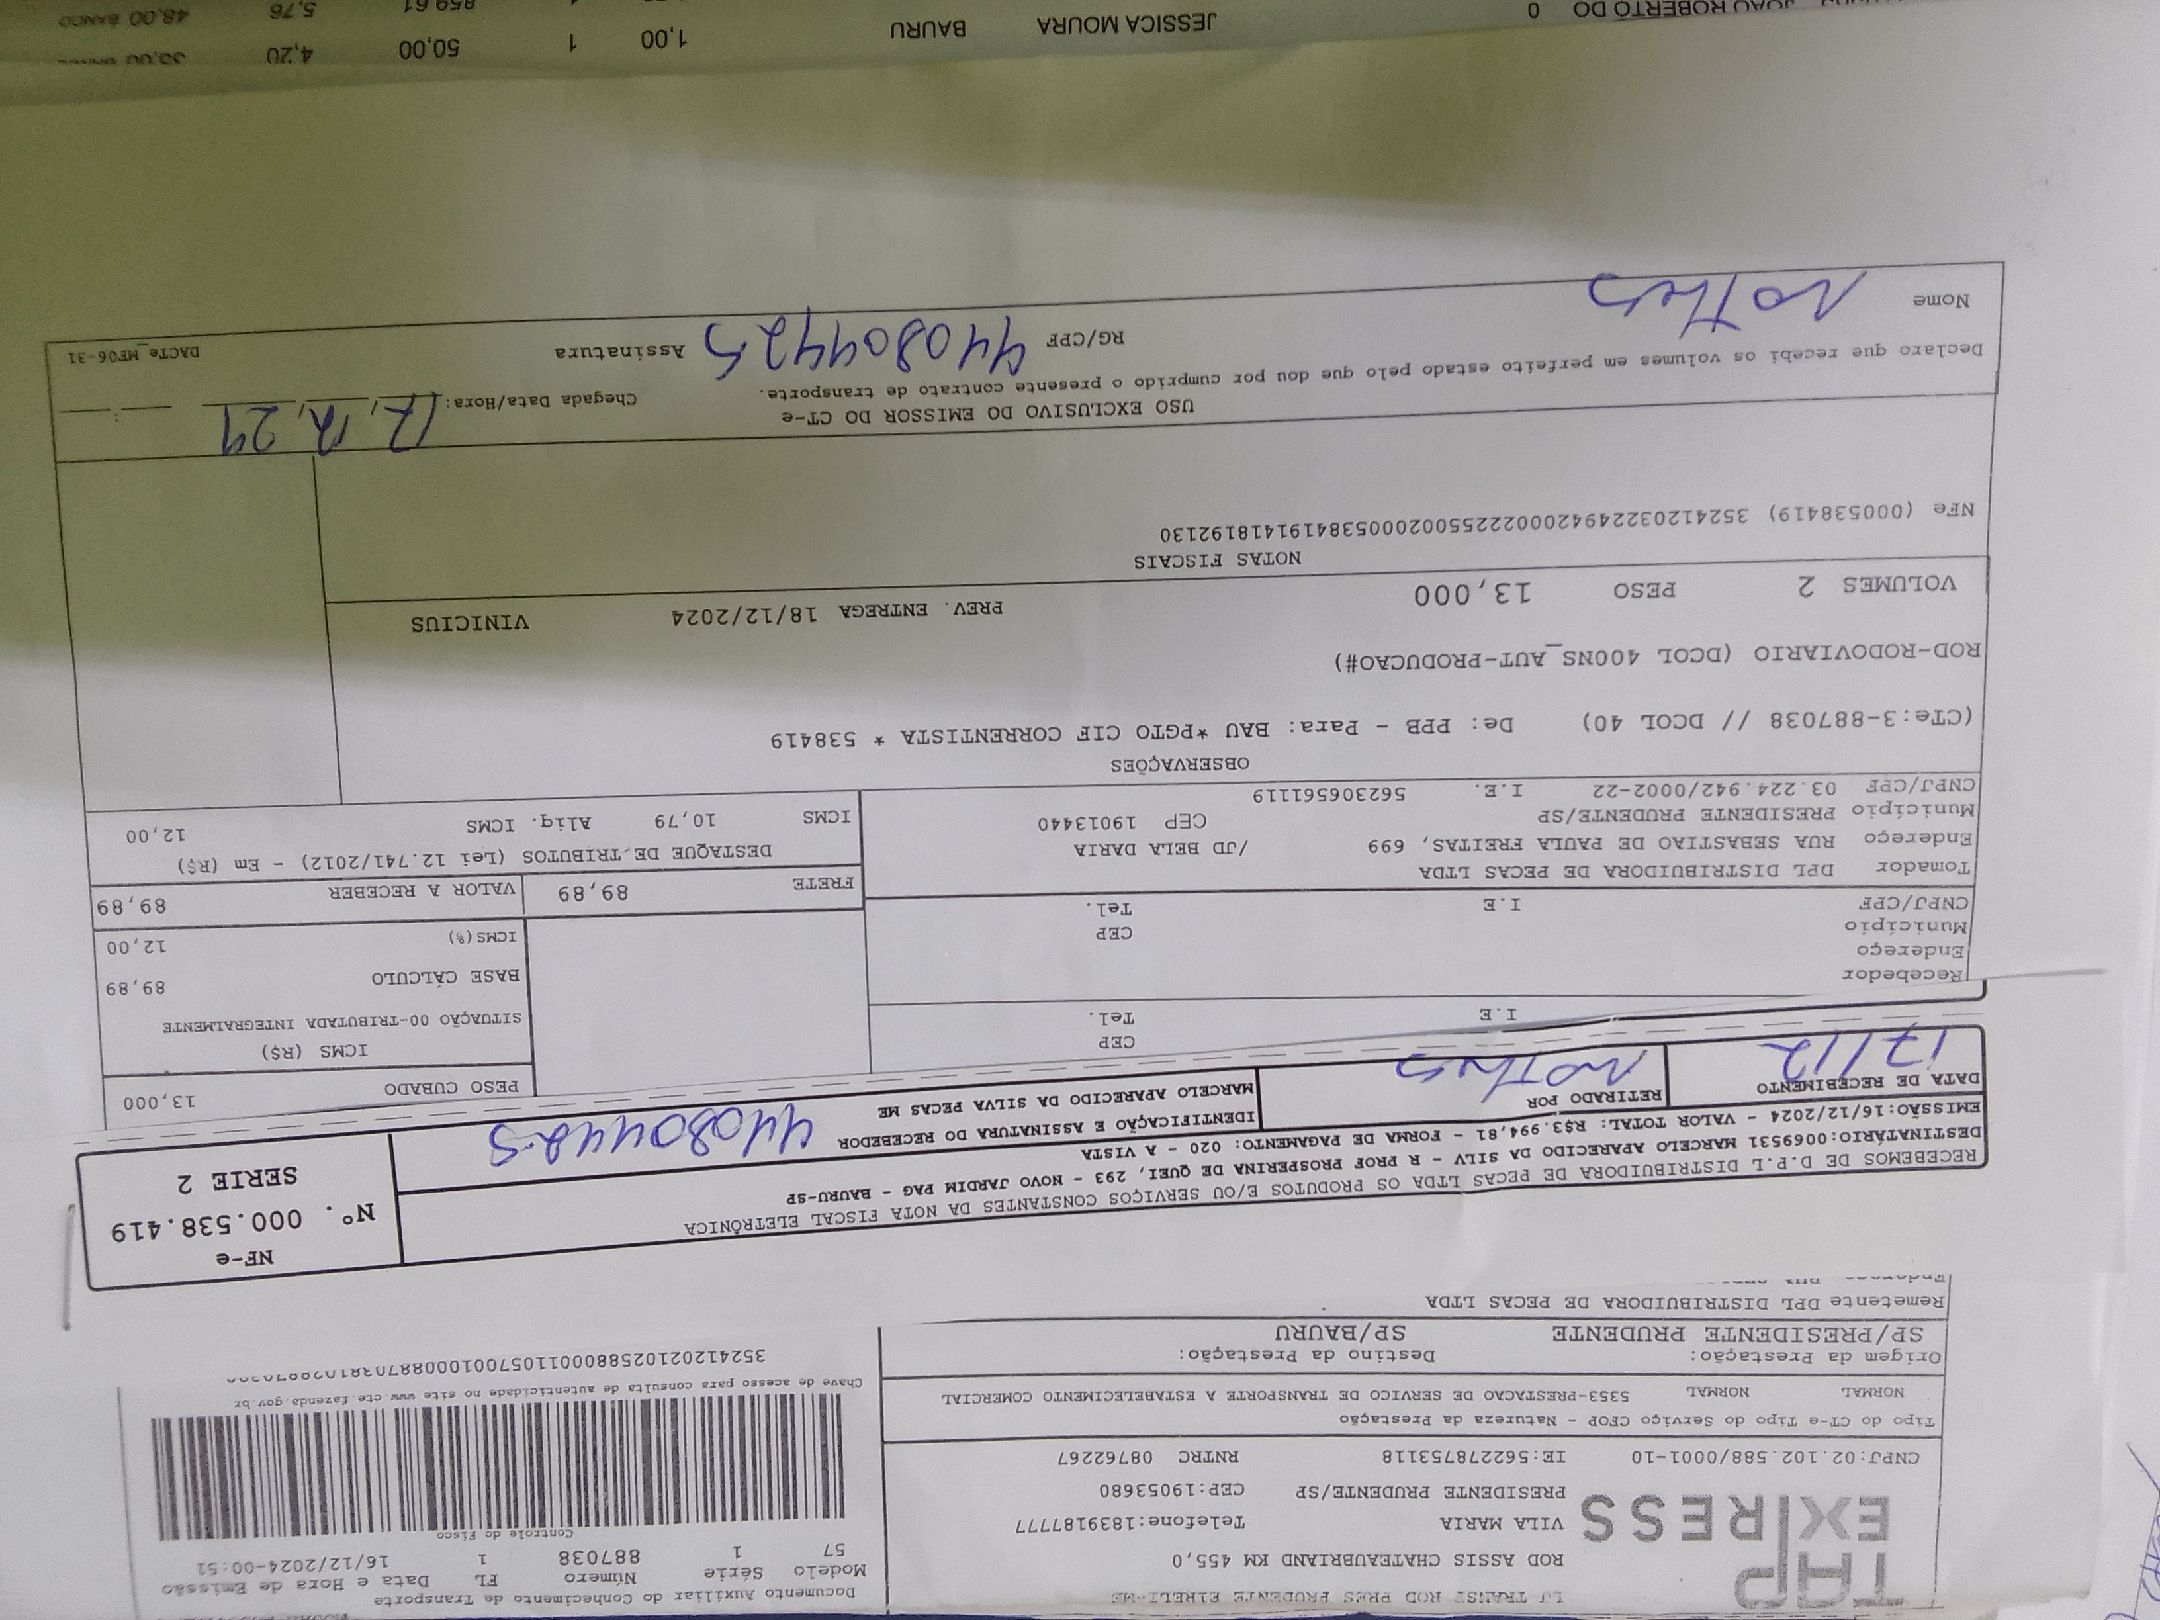 TAP
EXPRESS
ROD PRES PRUDENTE EIRELI-ME
ROD ASSIS CHATEAUBRIAND KM 455,0
VILA MARIA Telefone:1839187777
PRESIDENTE PRUDENTE/SP CEP:19053680
CNPJ:02.102.588/0001-10 IE:562278753118 RNTRC 08762267
Documento Auxiliar do Conhecimento de Transporte
Modelo Série Número FL Data e Hora de Emissão
57 1 887038 1 16/12/2024-00:51
Controle do Fisco
Chave de acesso para consulta de autenticidade no site www.cte.fazenda.gov.br
Tipo do CT-e Tipo do Serviço CFOP - Natureza da Prestação
NORMAL NORMAL 5353-PRESTACAO DE SERVICO DE TRANSPORTE A ESTABELECIMENTO COMERCIAL
Origem da Prestação: Destino da Prestação:
SP/PRESIDENTE PRUDENTE SP/BAURU
Remetente DPL DISTRIBUIDORA DE PECAS LTDA
Endereço
RECEBEMOS DE D.P.L DISTRIBUIDORA DE PECAS LTDA OS PRODUTOS E/OU SERVIÇOS CONSTANTES DA NOTA FISCAL ELETRÔNICA
DESTINATÁRIO:0069531 MARCELO APARECIDO DA SILV - R PROF PROSPERINA DE QUEI, 293 - NOVO JARDIM PAG - BAURU-SP
EMISSÃO:16/12/2024 - VALOR TOTAL: R$3.994,81 - FORMA DE PAGAMENTO: 020 - A VISTA
NF-e
Nº. 000.538.419
SERIE 2
DATA DE RECEBIMENTO RETIRADO POR IDENTIFICAÇÃO E ASSINATURA DO RECEBEDOR
MARCELO APARECIDO DA SILVA PECAS ME
17/12 44080442-5
CEP
I.E Tel.
PESO CUBADO 13,000
ICMS (R$)
SITUAÇÃO 00-TRIBUTADA INTEGRALMENTE
BASE CÁLCULO 89,89
ICMS(%) 12,00
Recebedor
Endereço
Município CEP
CNPJ/CPF I.E Tel.
FRETE 89,89 VALOR A RECEBER 89,89
Tomador DPL DISTRIBUIDORA DE PECAS LTDA
Endereço RUA SEBASTIAO DE PAULA FREITAS, 699 /JD BELA DARIA
Município PRESIDENTE PRUDENTE/SP CEP 19013440
CNPJ/CPF 03.224.942/0002-22 I.E. 562306561119
DESTAQUE DE TRIBUTOS (Lei 12.741/2012) - Em (R$)
ICMS 10,79 Aliq. ICMS 12,00
OBSERVAÇÕES
(CTe:3-887038 // DCOL 40) De: PPB - Para: BAU *PGTO CIF CORRENTISTA * 538419
ROD-RODOVIARIO (DCOL 400NS_AUT-PRODUCAO#)
VOLUMES 2 PESO 13,000 PREV. ENTREGA 18/12/2024 VINICIUS
NOTAS FISCAIS
NFe (000538419) 35241203224942000222550020005384191418192130
USO EXCLUSIVO DO EMISSOR DO CT-e
Declaro que recebi os volumes em perfeito estado pelo que dou por cumprido o presente contrato de transporte.
Chegada Data/Hora:
Nome RG/CPF 440804425 Assinatura
DACTe_MF06-31
JOAO ROBERTO DO 0
JESSICA MOURA BAURU 1,00 1 50,00 4,20
859,61 5,76 48,00 BANCO